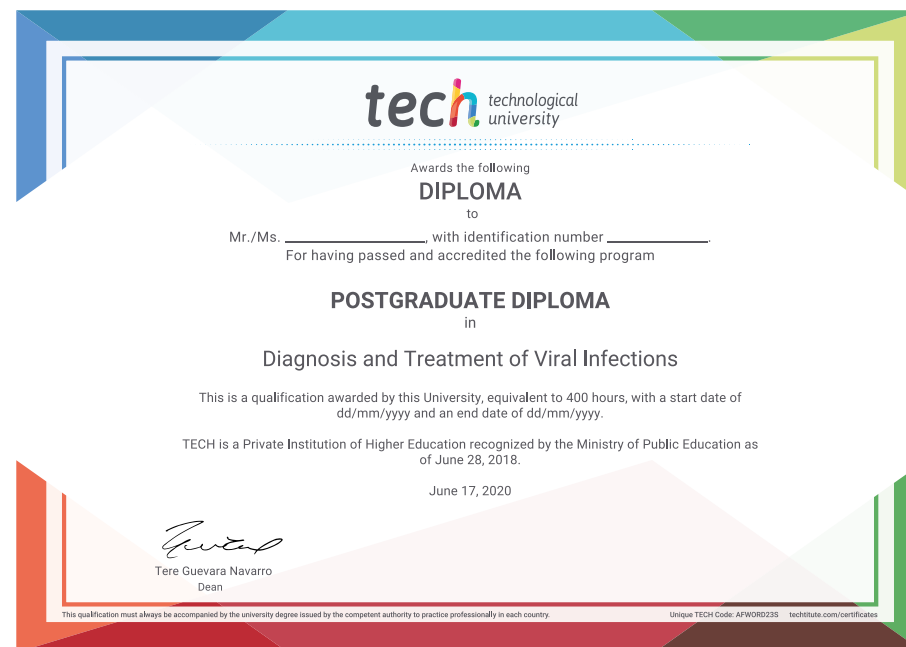 tech technological
university
Awards the following
DIPLOMA
to
Mr./Ms. ____________________, with identification number ______________.
For having passed and accredited the following program
POSTGRADUATE DIPLOMA
in
Diagnosis and Treatment of Viral Infections
This is a qualification awarded by this University, equivalent to 400 hours, with a start date of
dd/mm/yyyy and an end date of dd/mm/yyyy.
TECH is a Private Institution of Higher Education recognized by the Ministry of Public Education as
of June 28, 2018.
June 17, 2020
Tere Guevara Navarro
Dean
This qualification must always be accompanied by the university degree issued by the competent authority to practice professionally in each country. Unique TECH Code: AFWORD23S techtitute.com/certificates